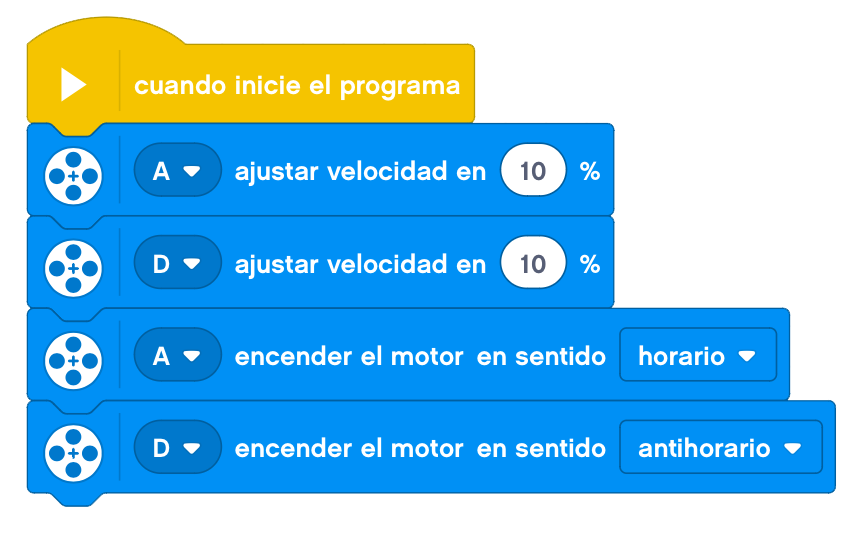 cuando inicie el programa
A ajustar velocidad en 10 %
D ajustar velocidad en 10 %
A encender el motor en sentido horario
D encender el motor en sentido antihorario